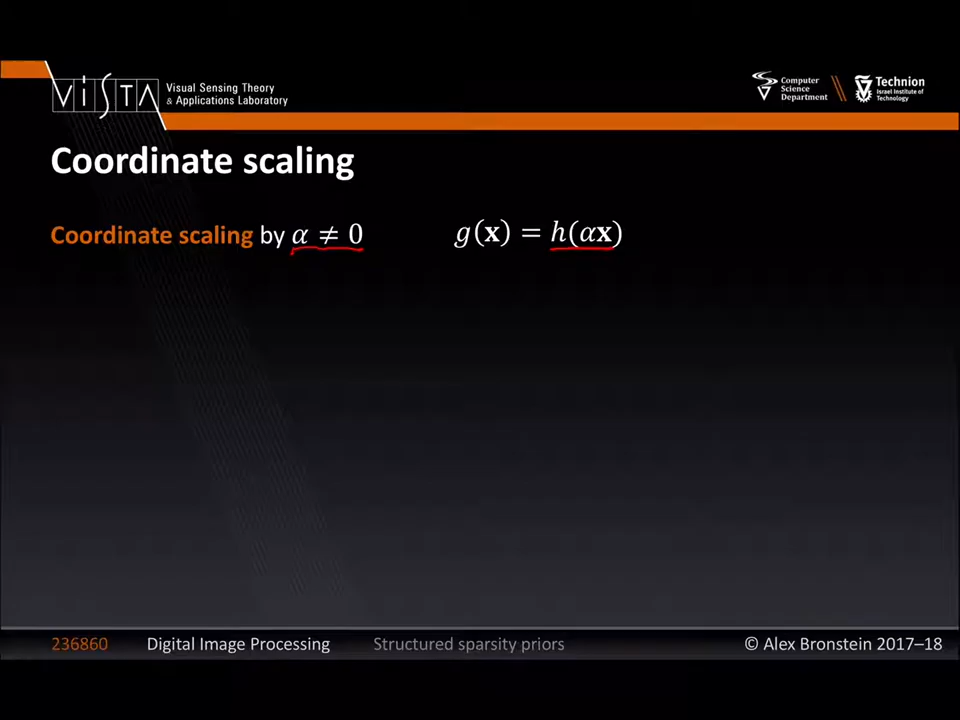 ViSTA
Visual Sensing Theory
& Applications Laboratory
Computer
Science
Department
Technion
Israel Institute of
Technology
Coordinate scaling
Coordinate scaling by α ≠ 0
g(𝐱) = h(α𝐱)
236860
Digital Image Processing
Structured sparsity priors
© Alex Bronstein 2017–18